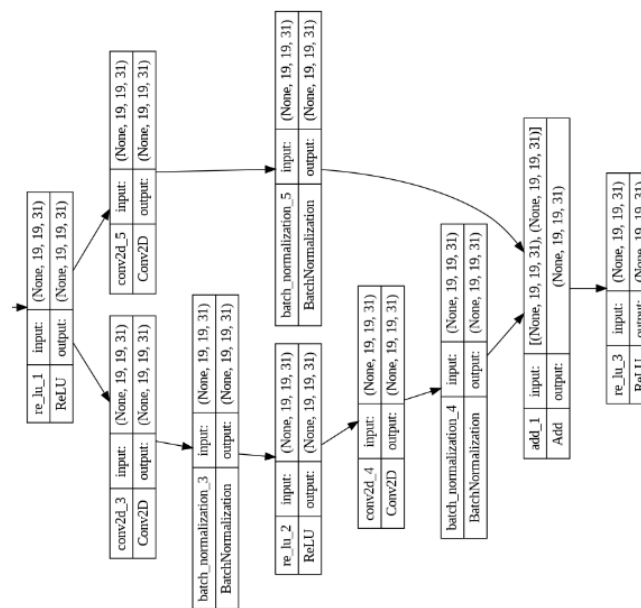 re_lu_1 input: (None, 19, 19, 31)
ReLU output: (None, 19, 19, 31)
conv2d_5 input: (None, 19, 19, 31)
Conv2D output: (None, 19, 19, 31)
conv2d_3 input: (None, 19, 19, 31)
Conv2D output: (None, 19, 19, 31)
batch_normalization_3 input: (None, 19, 19, 31)
BatchNormalization output: (None, 19, 19, 31)
batch_normalization_5 input: (None, 19, 19, 31)
BatchNormalization output: (None, 19, 19, 31)
re_lu_2 input: (None, 19, 19, 31)
ReLU output: (None, 19, 19, 31)
conv2d_4 input: (None, 19, 19, 31)
Conv2D output: (None, 19, 19, 31)
batch_normalization_4 input: (None, 19, 19, 31)
BatchNormalization output: (None, 19, 19, 31)
add_1 input: [(None, 19, 19, 31), (None, 19, 19, 31)]
Add output: (None, 19, 19, 31)
re_lu_3 input: (None, 19, 19, 31)
ReLU output: (None, 19, 19, 31)